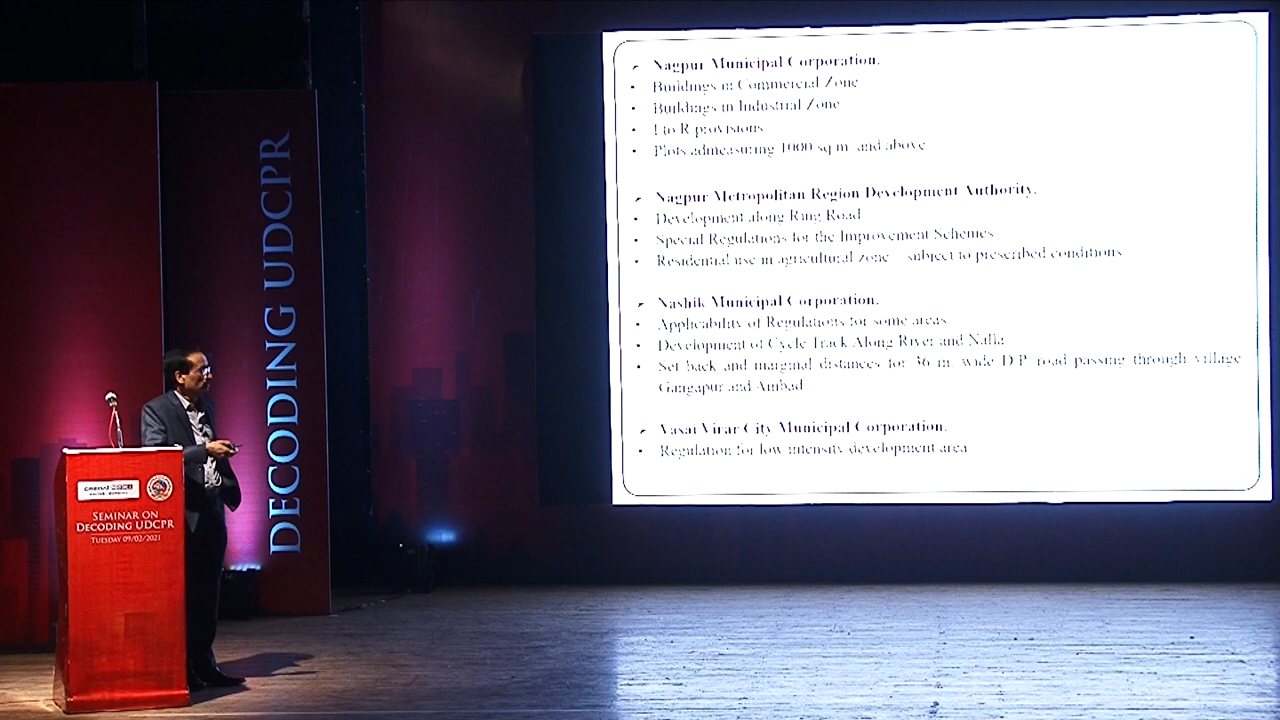 Nagpur Municipal Corporation.
Buildings in Commercial Zone
Buildings in Industrial Zone
I to R provisions
Plots admeasuring 1000 sq.m. and above
Nagpur Metropolitan Region Development Authority.
Development along Ring Road
Special Regulations for the Improvement Schemes
Residential use in agricultural zone – subject to prescribed conditions
Nashik Municipal Corporation.
Applicability of Regulations for some areas
Development of Cycle Track Along River and Nalla
Set back and marginal distances for 36 m. wide D.P. road passing through village
Gangapur and Ambad
Vasai Virar City Municipal Corporation.
Regulation for low intensity development area
DECODING UDCPR
CREDAI
SEMINAR ON
DECODING UDCPR
TUESDAY 09/02/2021